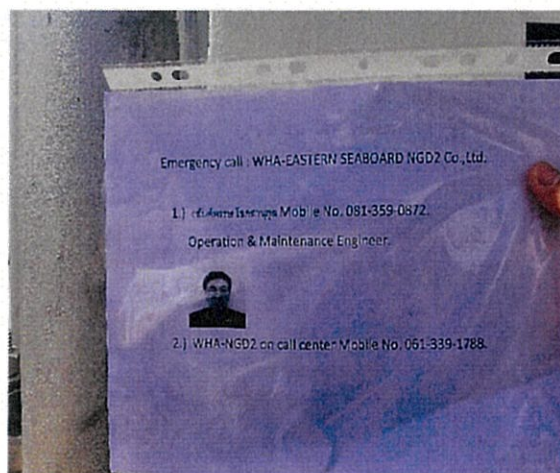 Emergency call : WHA-EASTERN SEABOARD NGD2 Co.,Ltd.
1.) Mobile No. 081-359-0872.
Operation & Maintenance Engineer.
2.) WHA-NGD2 on call center Mobile No. 061-339-1788.